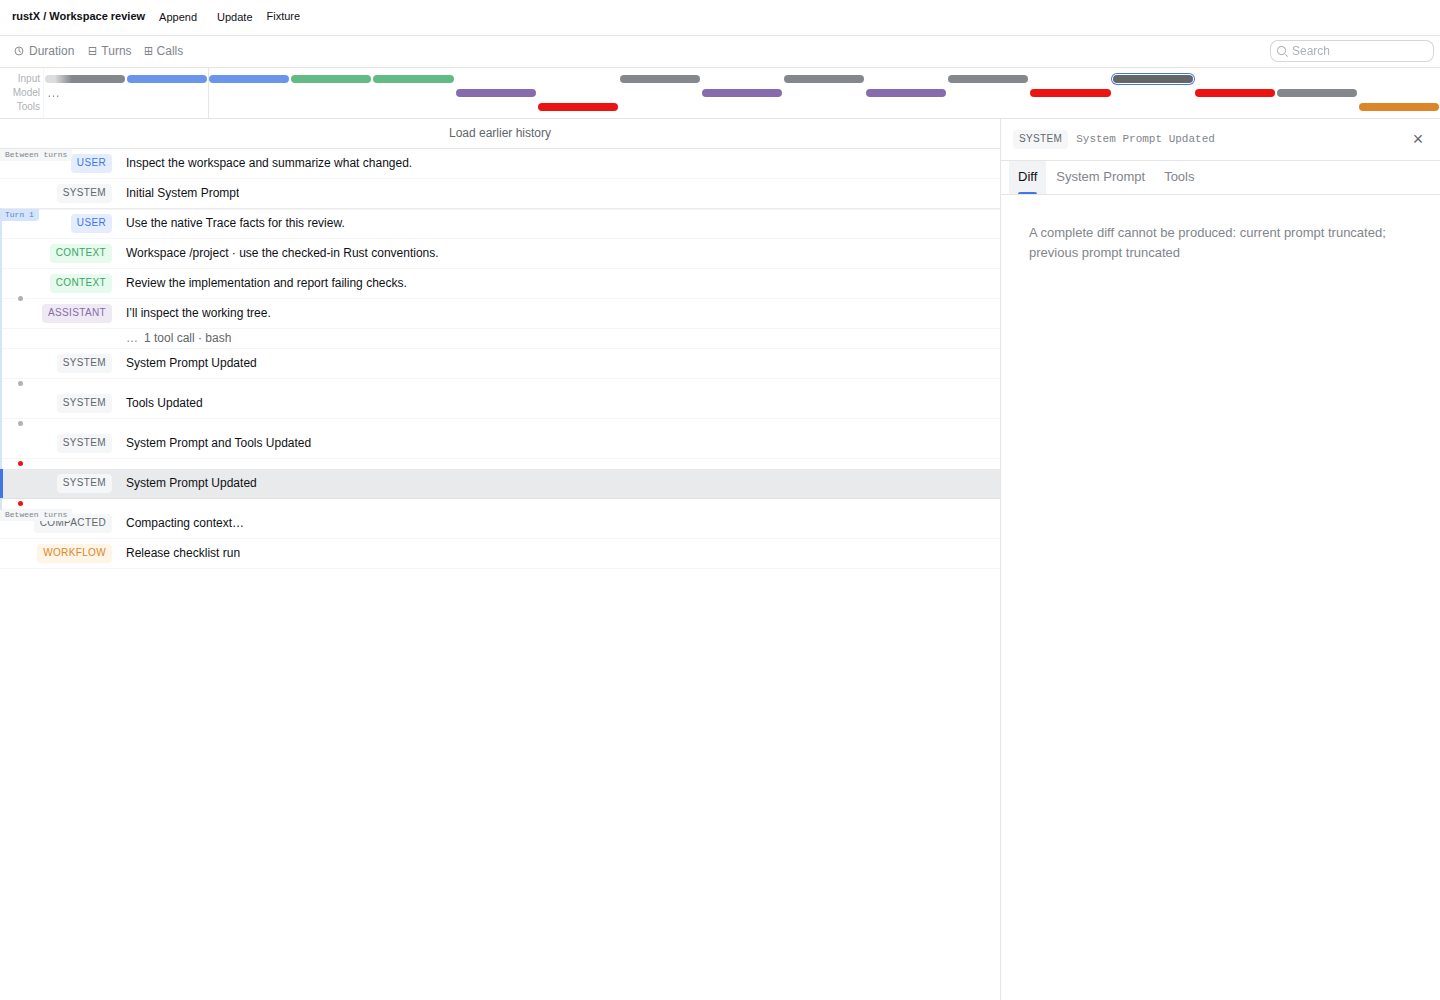 rustX / Workspace review Append Update Fixture
Duration Turns Calls Search
Input
Model ...
Tools
Load earlier history
Between turns
USER Inspect the workspace and summarize what changed.
SYSTEM Initial System Prompt
Turn 1
USER Use the native Trace facts for this review.
CONTEXT Workspace /project · use the checked-in Rust conventions.
CONTEXT Review the implementation and report failing checks.
ASSISTANT I'll inspect the working tree.
... 1 tool call · bash
SYSTEM System Prompt Updated
SYSTEM Tools Updated
SYSTEM System Prompt and Tools Updated
SYSTEM System Prompt Updated
Between turns
COMPACTED Compacting context…
WORKFLOW Release checklist run
SYSTEM System Prompt Updated ×
Diff System Prompt Tools
A complete diff cannot be produced: current prompt truncated;
previous prompt truncated